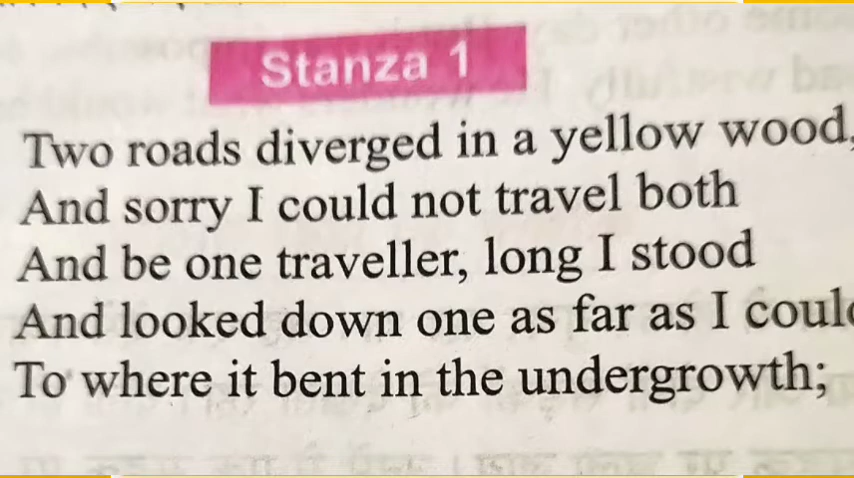 Stanza 1
Two roads diverged in a yellow wood,
And sorry I could not travel both
And be one traveller, long I stood
And looked down one as far as I coul
To where it bent in the undergrowth;